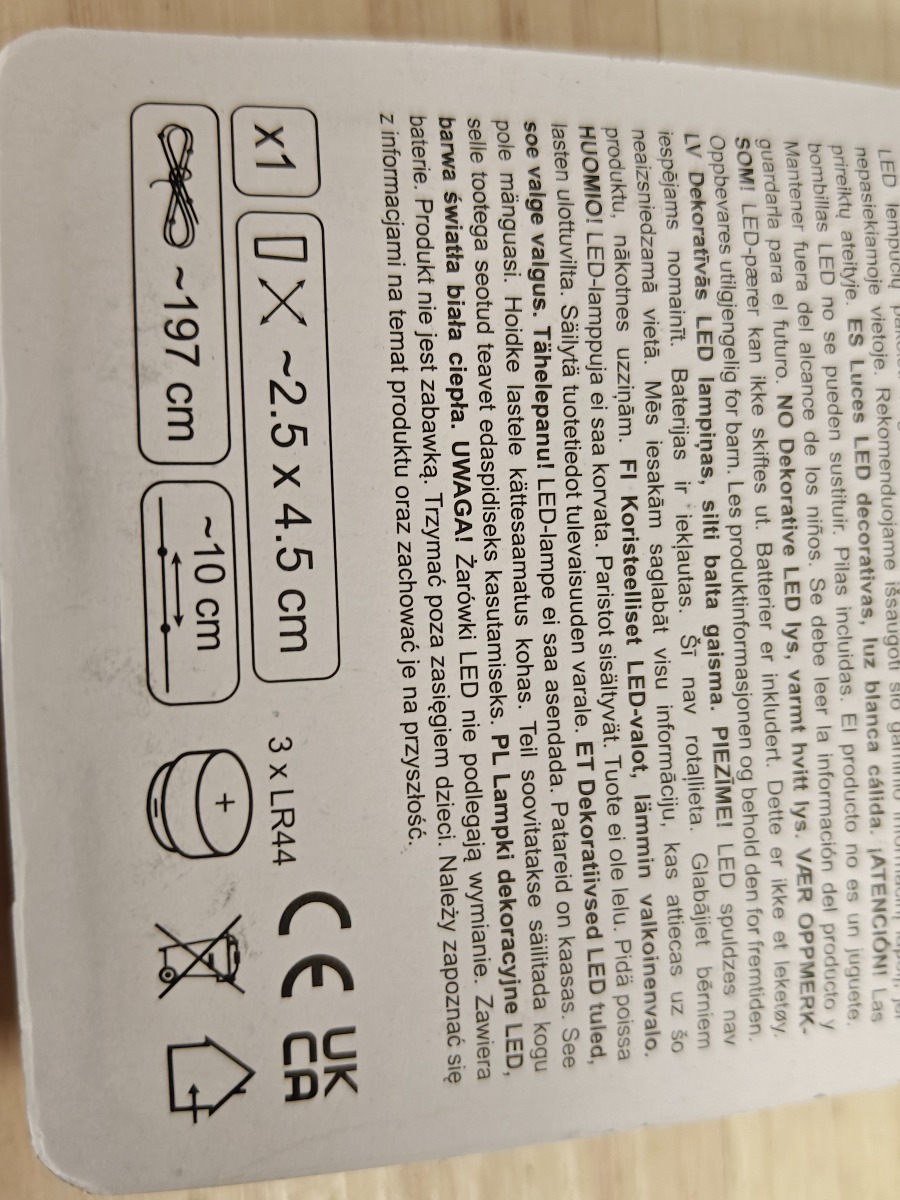 LED lempučių
nepasiekiamoje vietoje. Rekomenduojame išsaugoti šio gaminio
prireiktų ateityje. ES Luces LED decorativas, luz blanca cálida. ¡ATENCIÓN! Las
bombillas LED no se pueden sustituir. Pilas incluidas. El producto no es un juguete.
Mantener fuera del alcance de los niños. Se debe leer la información del producto y
guardarla para el futuro. NO Dekorative LED lys, varmt hvitt lys. VÆR OPPMERK-
SOM! LED-pærer kan ikke skiftes ut. Batterier er inkludert. Dette er ikke et leketøy.
Oppbevares utilgjengelig for barn. Les produktinformasjonen og behold den for fremtiden.
LV Dekoratīvās LED lampiņas, silti balta gaisma. PIEZĪME! LED spuldzes nav
iespējams nomainīt. Baterijas ir iekļautas. Šī nav rotaļlieta. Glabājiet bērniem
neaizsniedzamā vietā. Mēs iesakām saglabāt visu informāciju, kas attiecas uz šo
produktu, nākotnes uzziņām. FI Koristeelliset LED-valot, lämmin valkoinenvalo.
HUOMIO! LED-lamppuja ei saa korvata. Paristot sisältyvät. Tuote ei ole lelu. Pidä poissa
lasten ulottuvilta. Säilytä tuotetiedot tulevaisuuden varale. ET Dekoratiivsed LED tuled,
soe valge valgus. Tähelepanu! LED-lampe ei saa asendada. Patareid on kaasas. See
pole mänguasi. Hoidke lastele kättesaamatus kohas. Teil soovitatakse säilitada kogu
selle tootega seotud teavet edaspidiseks kasutamiseks. PL Lampki dekoracyjne LED,
barwa światła biała ciepła. UWAGA! Żarówki LED nie podlegają wymianie. Zawiera
baterie. Produkt nie jest zabawką. Trzymać poza zasięgiem dzieci. Należy zapoznać się
z informacjami na temat produktu oraz zachować je na przyszłość.
x1
~2.5 x 4.5 cm
3 x LR44
CE
UK
CA
~197 cm
~10 cm
+